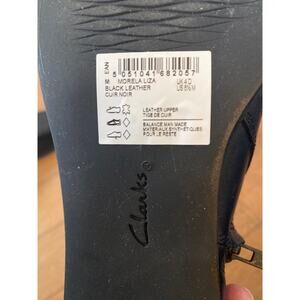 EAN
5 051041 682057
M MORELA LIZA UK 4 D
BLACK LEATHER US 6½ M
CUIR NOIR
LEATHER UPPER
TIGE DE CUIR
BALANCE MAN MADE
MATERIAUX SYNTHETIQUES
POUR LE RESTE
Clarks